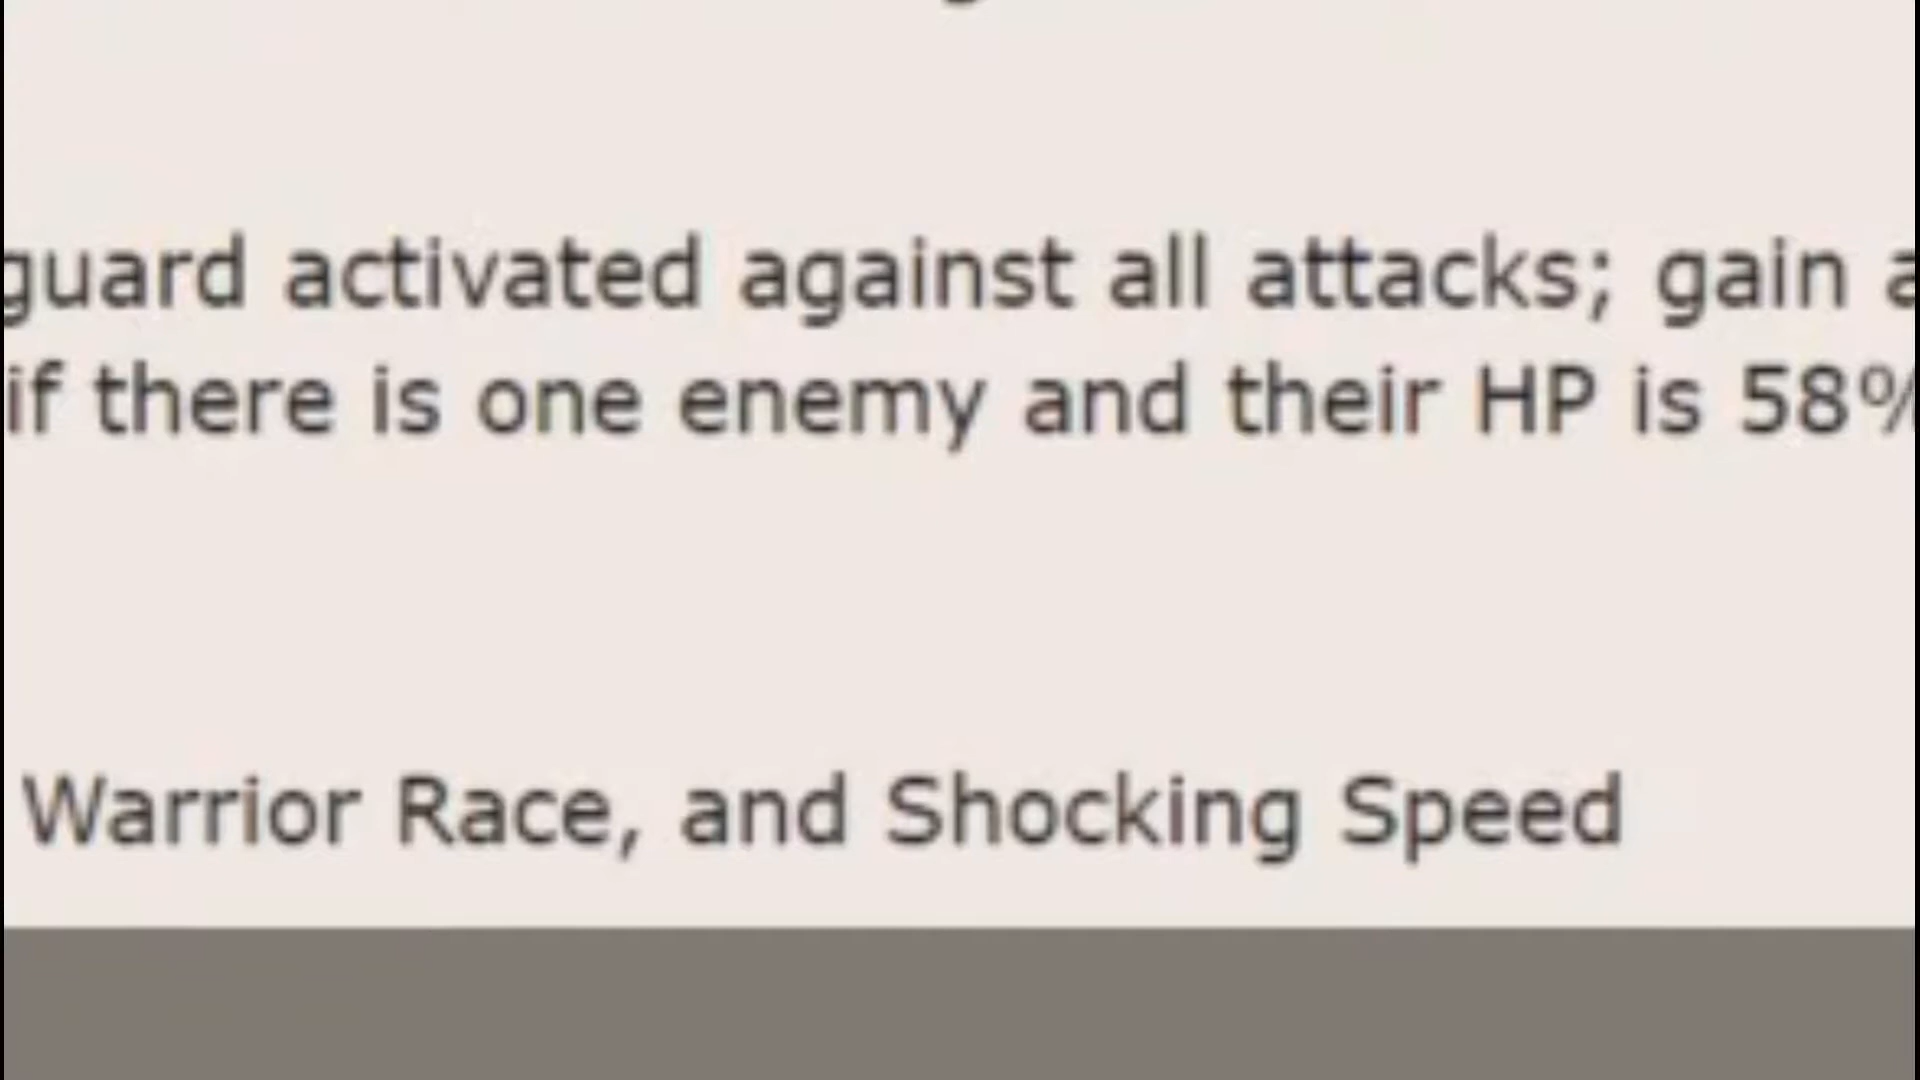 guard activated against all attacks; gain a
if there is one enemy and their HP is 58%
Warrior Race, and Shocking Speed